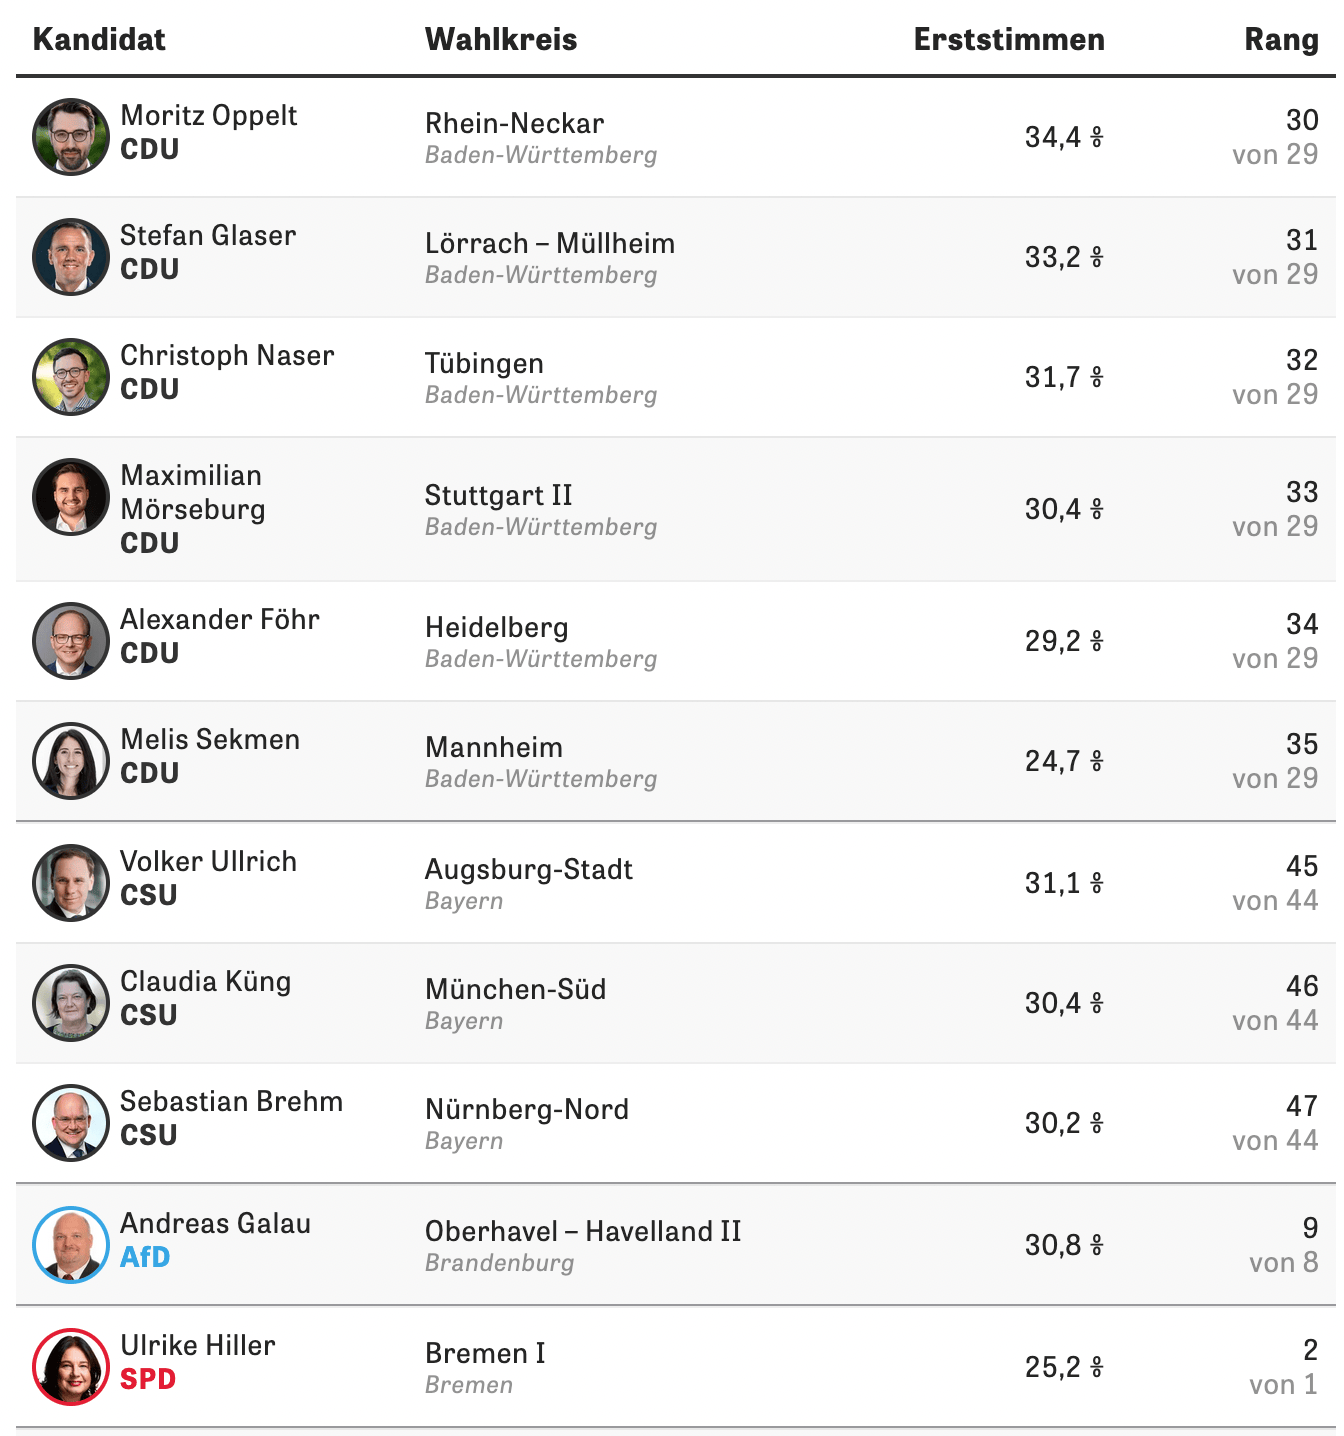 Kandidat Wahlkreis Erststimmen Rang
Moritz Oppelt
CDU
Rhein-Neckar
Baden-Württemberg
34,4 %
30
von 29
Stefan Glaser
CDU
Lörrach – Müllheim
Baden-Württemberg
33,2 %
31
von 29
Christoph Naser
CDU
Tübingen
Baden-Württemberg
31,7 %
32
von 29
Maximilian
Mörseburg
CDU
Stuttgart II
Baden-Württemberg
30,4 %
33
von 29
Alexander Föhr
CDU
Heidelberg
Baden-Württemberg
29,2 %
34
von 29
Melis Sekmen
CDU
Mannheim
Baden-Württemberg
24,7 %
35
von 29
Volker Ullrich
CSU
Augsburg-Stadt
Bayern
31,1 %
45
von 44
Claudia Küng
CSU
München-Süd
Bayern
30,4 %
46
von 44
Sebastian Brehm
CSU
Nürnberg-Nord
Bayern
30,2 %
47
von 44
Andreas Galau
AfD
Oberhavel – Havelland II
Brandenburg
30,8 %
9
von 8
Ulrike Hiller
SPD
Bremen I
Bremen
25,2 %
2
von 1